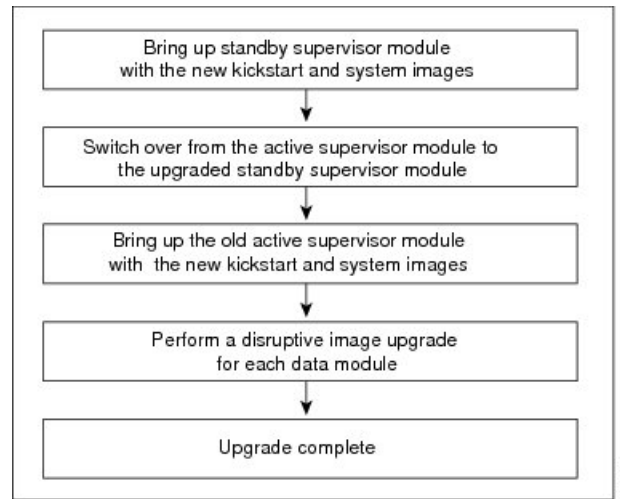 Bring up standby supervisor module
with the new kickstart and system images
Switch over from the active supervisor module to
the upgraded standby supervisor module
Bring up the old active supervisor module
with the new kickstart and system images
Perform a disruptive image upgrade
for each data module
Upgrade complete